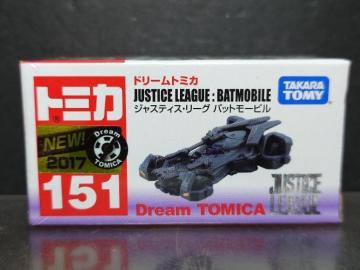 ドリームトミカ
JUSTICE LEAGUE : BATMOBILE
ジャスティス・リーグ バットモービル
TAKARA
TOMY
トミカ
NEW!
2017
Dream
TOMICA
151
Dream TOMICA
JUSTICE
LEAGUE